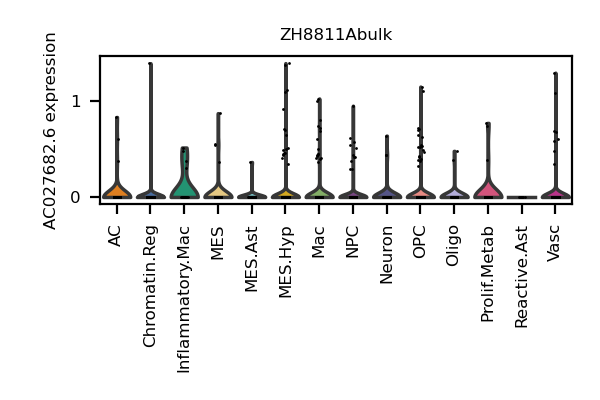 ZH8811Abulk
AC027682.6 expression
1
0
AC
Chromatin.Reg
Inflammatory.Mac
MES
MES.Ast
MES.Hyp
Mac
NPC
Neuron
OPC
Oligo
Prolif.Metab
Reactive.Ast
Vasc